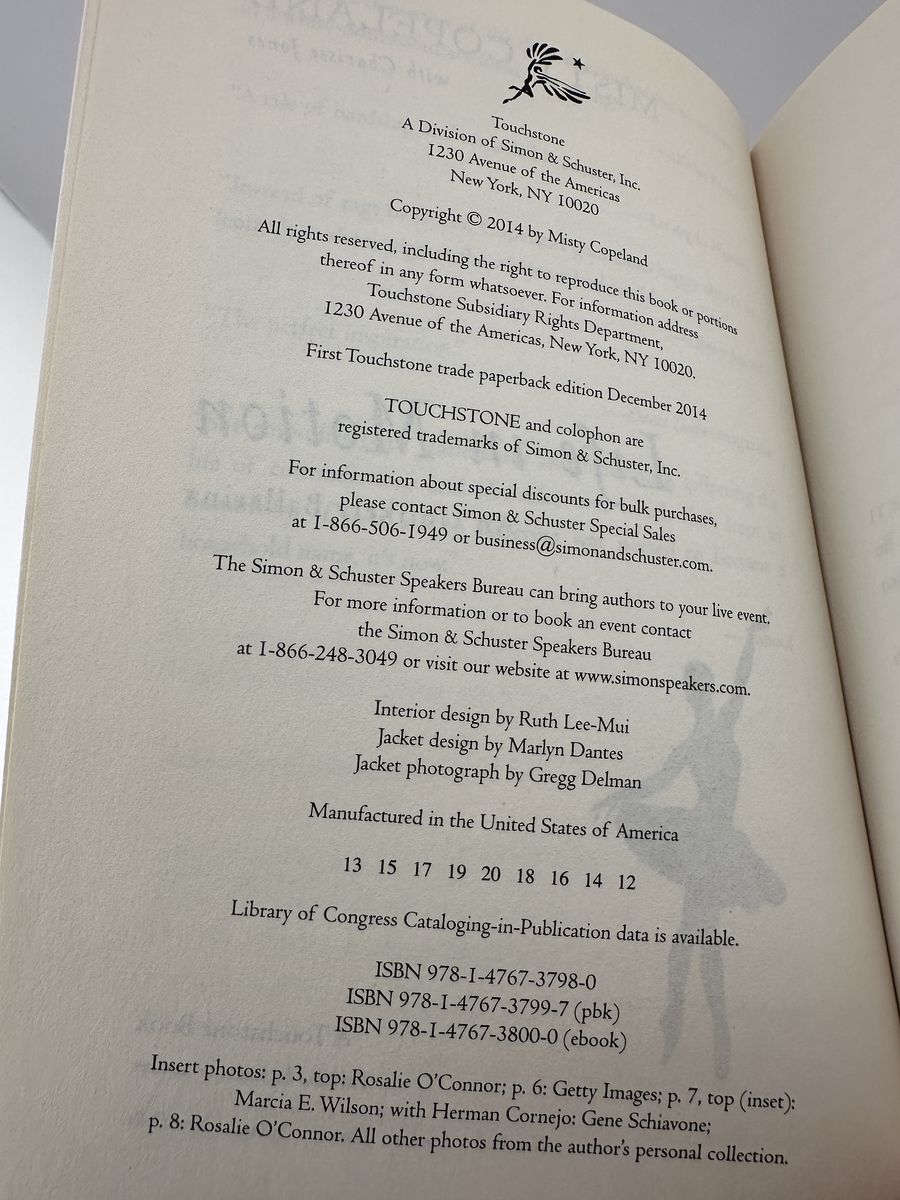 Touchstone
A Division of Simon & Schuster, Inc.
1230 Avenue of the Americas
New York, NY 10020
Copyright © 2014 by Misty Copeland
All rights reserved, including the right to reproduce this book or portions
thereof in any form whatsoever. For information address
Touchstone Subsidiary Rights Department,
1230 Avenue of the Americas, New York, NY 10020.
First Touchstone trade paperback edition December 2014
TOUCHSTONE and colophon are
registered trademarks of Simon & Schuster, Inc.
For information about special discounts for bulk purchases,
please contact Simon & Schuster Special Sales
at 1-866-506-1949 or business@simonandschuster.com.
The Simon & Schuster Speakers Bureau can bring authors to your live event.
For more information or to book an event contact
the Simon & Schuster Speakers Bureau
at 1-866-248-3049 or visit our website at www.simonspeakers.com.
Interior design by Ruth Lee-Mui
Jacket design by Marlyn Dantes
Jacket photograph by Gregg Delman
Manufactured in the United States of America
13 15 17 19 20 18 16 14 12
Library of Congress Cataloging-in-Publication data is available.
ISBN 978-1-4767-3798-0
ISBN 978-1-4767-3799-7 (pbk)
ISBN 978-1-4767-3800-0 (ebook)
Insert photos: p. 3, top: Rosalie O'Connor; p. 6: Getty Images; p. 7, top (inset):
Marcia E. Wilson; with Herman Cornejo: Gene Schiavone;
p. 8: Rosalie O'Connor. All other photos from the author's personal collection.